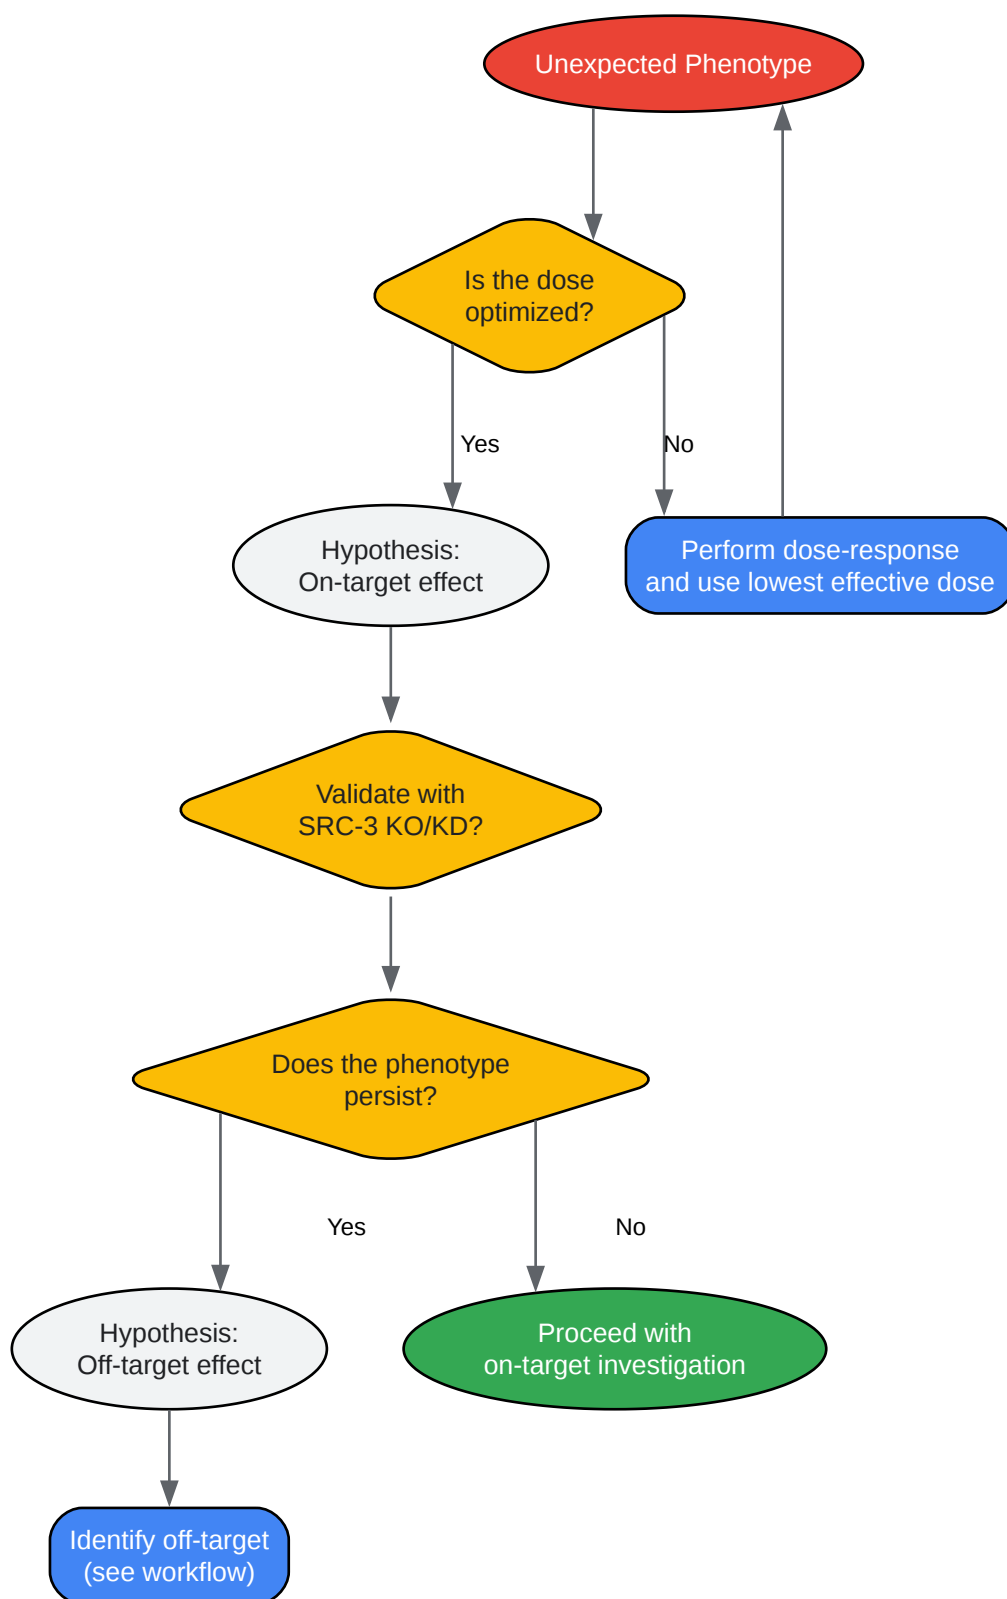 Unexpected Phenotype
Is the dose
optimized?
Yes
No
Hypothesis:
On-target effect
Perform dose-response
and use lowest effective dose
Validate with
SRC-3 KO/KD?
Does the phenotype
persist?
Yes
No
Hypothesis:
Off-target effect
Proceed with
on-target investigation
Identify off-target
(see workflow)